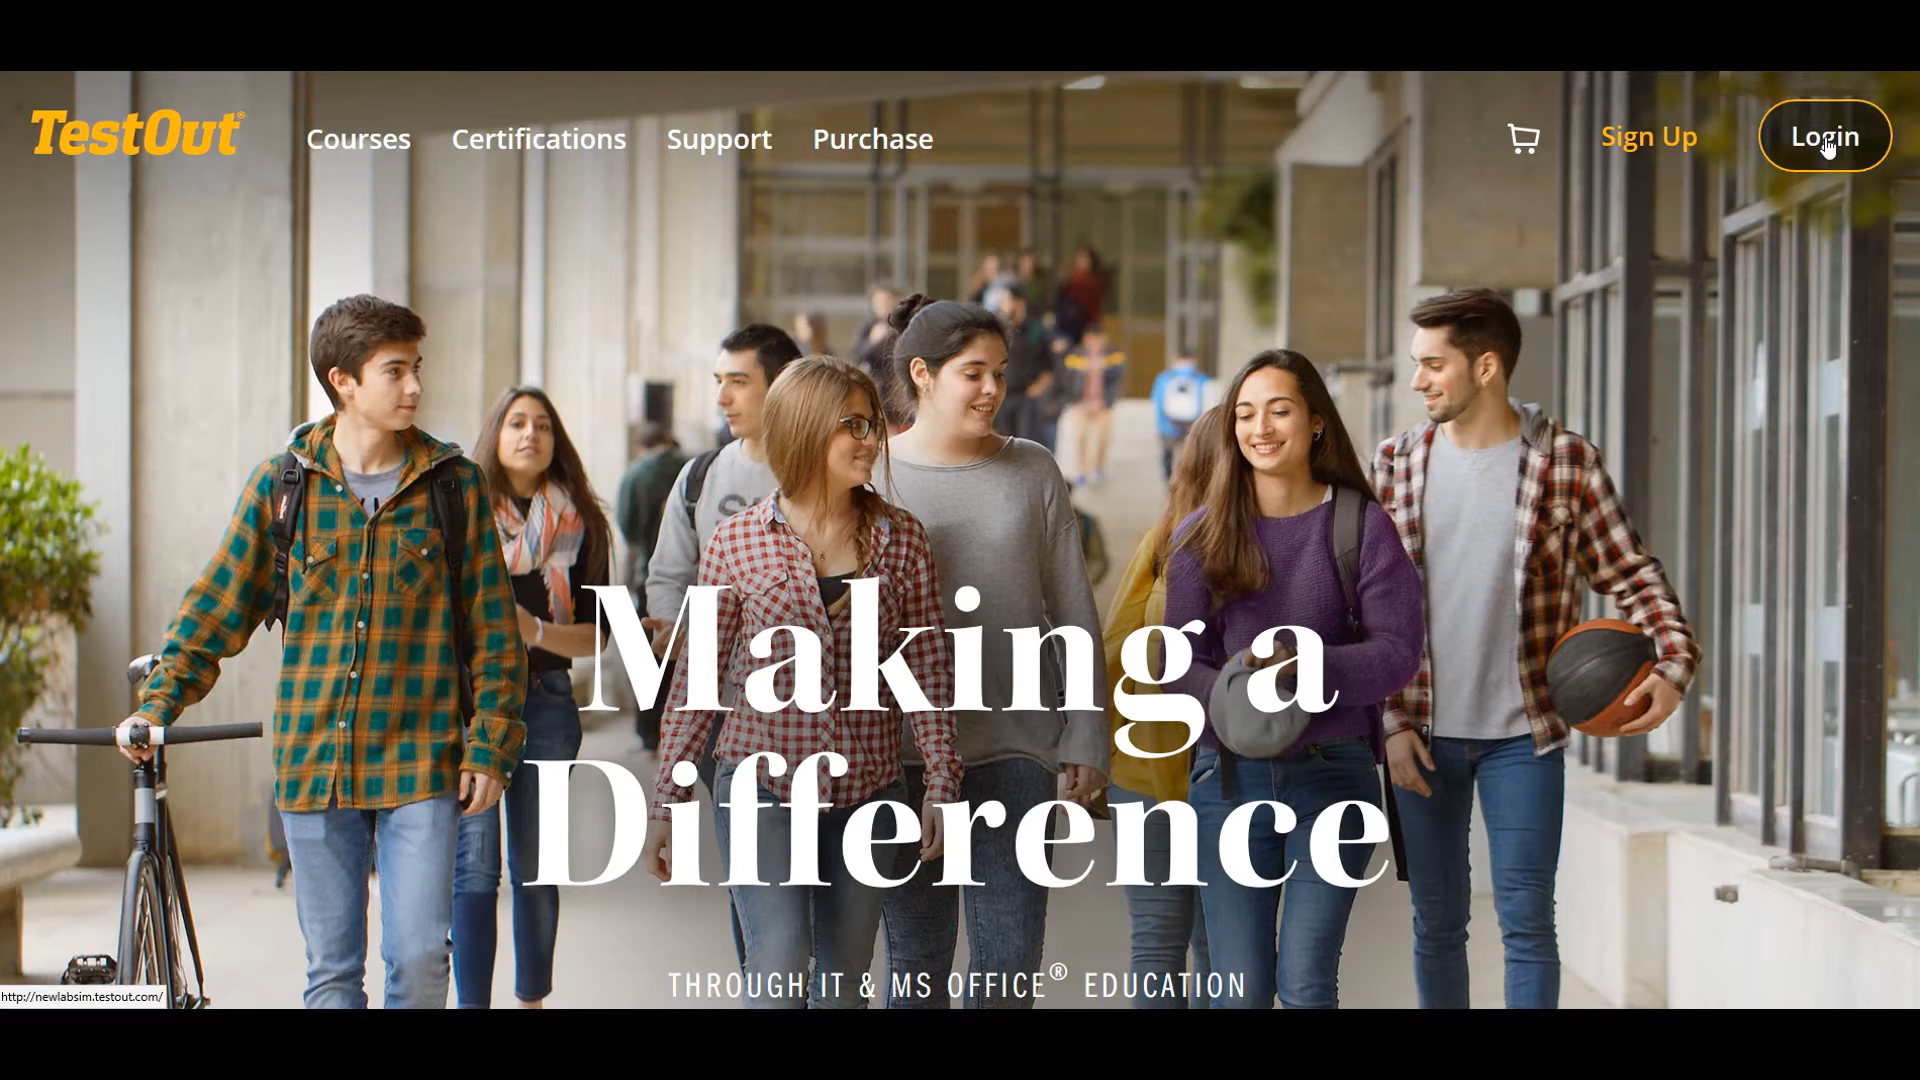 TestOut®
Courses Certifications Support Purchase
Sign Up
Login
Making a
Difference
THROUGH IT & MS OFFICE® EDUCATION
http://newlabsim.testout.com/